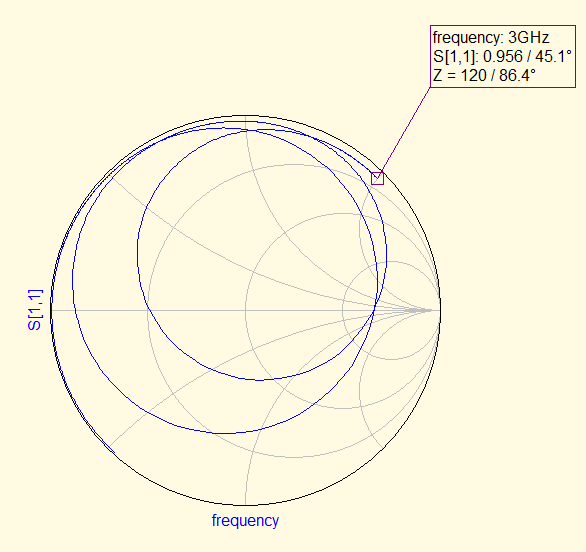 frequency: 3GHz
S[1,1]: 0.956 / 45.1°
Z = 120 / 86.4°
S[1,1]
frequency